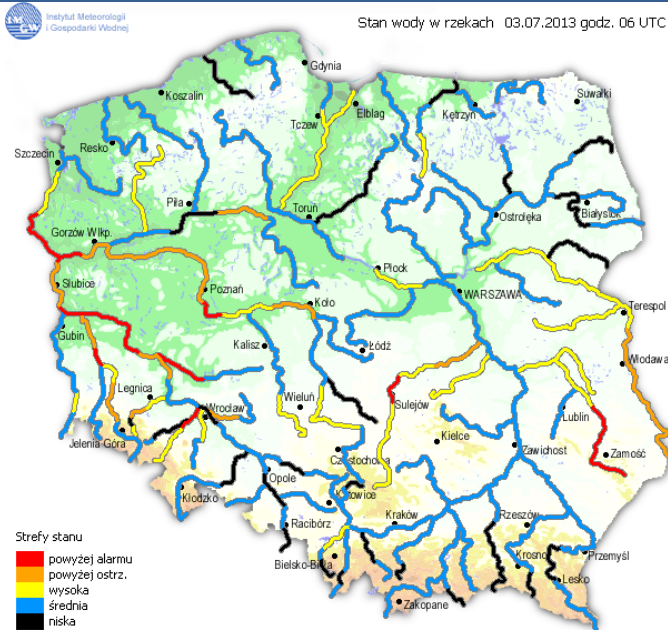 Instytut Meteorologii
i Gospodarki Wodnej
Stan wody w rzekach 03.07.2013 godz. 06 UTC
Gdynia
Koszalin
Suwałki
Elbląg
Kętrzyn
Tczew
Resko
Szczecin
Piła
Toruń
Ostrołęka
Białystok
Gorzów Wlkp.
Płock
Słubice
Poznań
WARSZAWA
Koło
Terespol
Gubin
Kalisz
Łódź
Włodawa
Legnica
Wieluń
Sulejów
Lublin
Wrocław
Jelenia Góra
Kielce
Zawichost
Zamość
Częstochowa
Opole
Kłodzko
Katowice
Racibórz
Kraków
Rzeszów
Bielsko-Biała
Krosno
Przemyśl
Lesko
Zakopane
Strefy stanu
powyżej alarmu
powyżej ostrz.
wysoka
średnia
niska